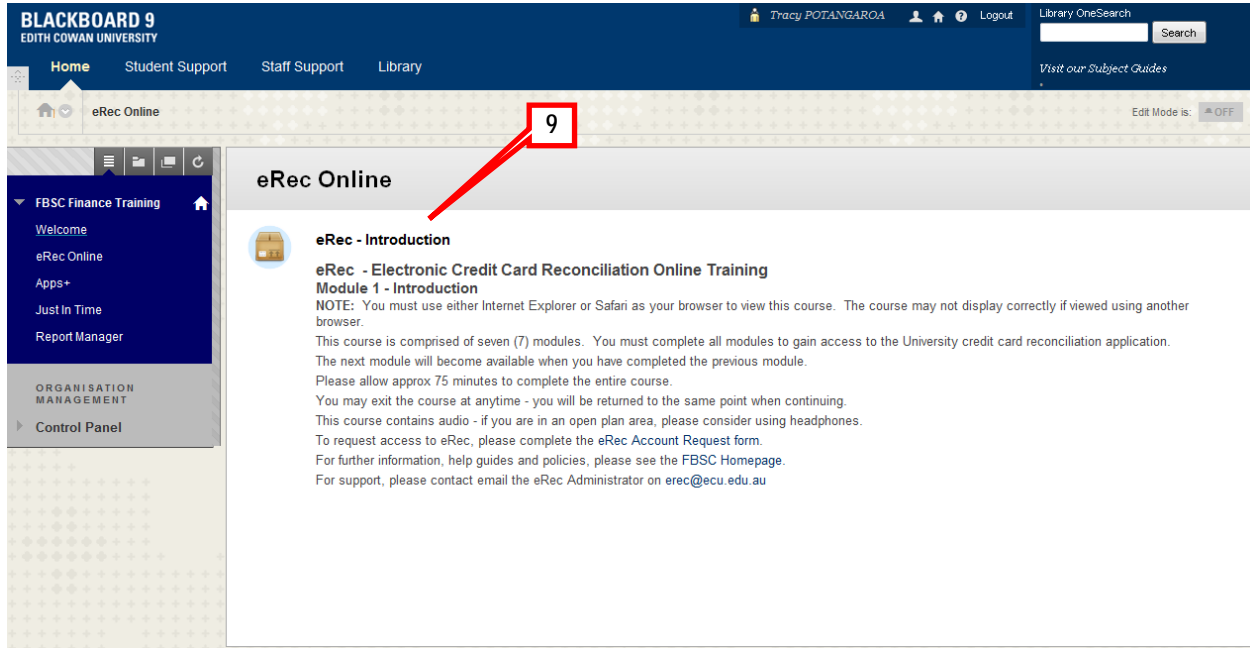 BLACKBOARD 9
EDITH COWAN UNIVERSITY
Tracy POTANGAROA
Logout
Library OneSearch
Search
Home Student Support Staff Support Library
Visit our Subject Guides
eRec Online
Edit Mode is: OFF
9
eRec Online
FBSC Finance Training
Welcome
eRec Online
Apps+
Just In Time
Report Manager
ORGANISATION
MANAGEMENT
Control Panel
eRec - Introduction
eRec - Electronic Credit Card Reconciliation Online Training
Module 1 - Introduction
NOTE: You must use either Internet Explorer or Safari as your browser to view this course. The course may not display correctly if viewed using another
browser.
This course is comprised of seven (7) modules. You must complete all modules to gain access to the University credit card reconciliation application.
The next module will become available when you have completed the previous module.
Please allow approx 75 minutes to complete the entire course.
You may exit the course at anytime - you will be returned to the same point when continuing.
This course contains audio - if you are in an open plan area, please consider using headphones.
To request access to eRec, please complete the eRec Account Request form.
For further information, help guides and policies, please see the FBSC Homepage.
For support, please contact email the eRec Administrator on erec@ecu.edu.au